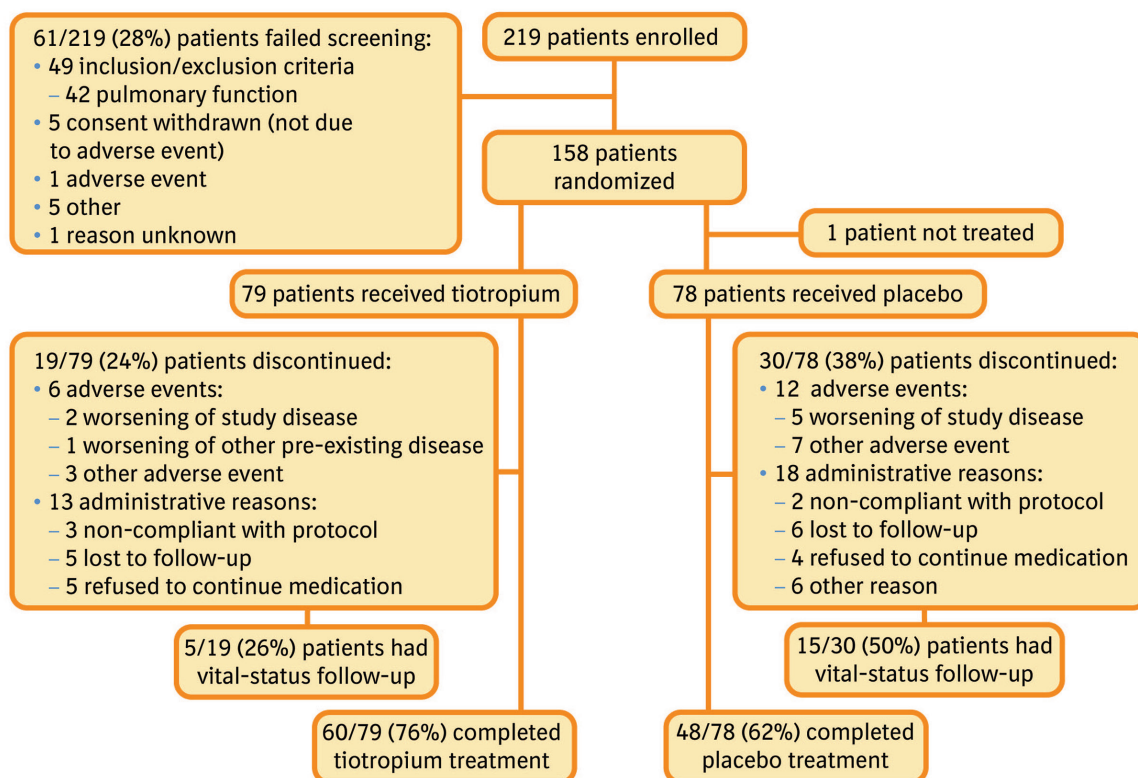 61/219 (28%) patients failed screening:
• 49 inclusion/exclusion criteria
– 42 pulmonary function
• 5 consent withdrawn (not due
to adverse event)
• 1 adverse event
• 5 other
• 1 reason unknown
219 patients enrolled
158 patients
randomized
1 patient not treated
79 patients received tiotropium
78 patients received placebo
19/79 (24%) patients discontinued:
• 6 adverse events:
– 2 worsening of study disease
– 1 worsening of other pre-existing disease
– 3 other adverse event
• 13 administrative reasons:
– 3 non-compliant with protocol
– 5 lost to follow-up
– 5 refused to continue medication
30/78 (38%) patients discontinued:
• 12 adverse events:
– 5 worsening of study disease
– 7 other adverse event
• 18 administrative reasons:
– 2 non-compliant with protocol
– 6 lost to follow-up
– 4 refused to continue medication
– 6 other reason
5/19 (26%) patients had
vital-status follow-up
15/30 (50%) patients had
vital-status follow-up
60/79 (76%) completed
tiotropium treatment
48/78 (62%) completed
placebo treatment